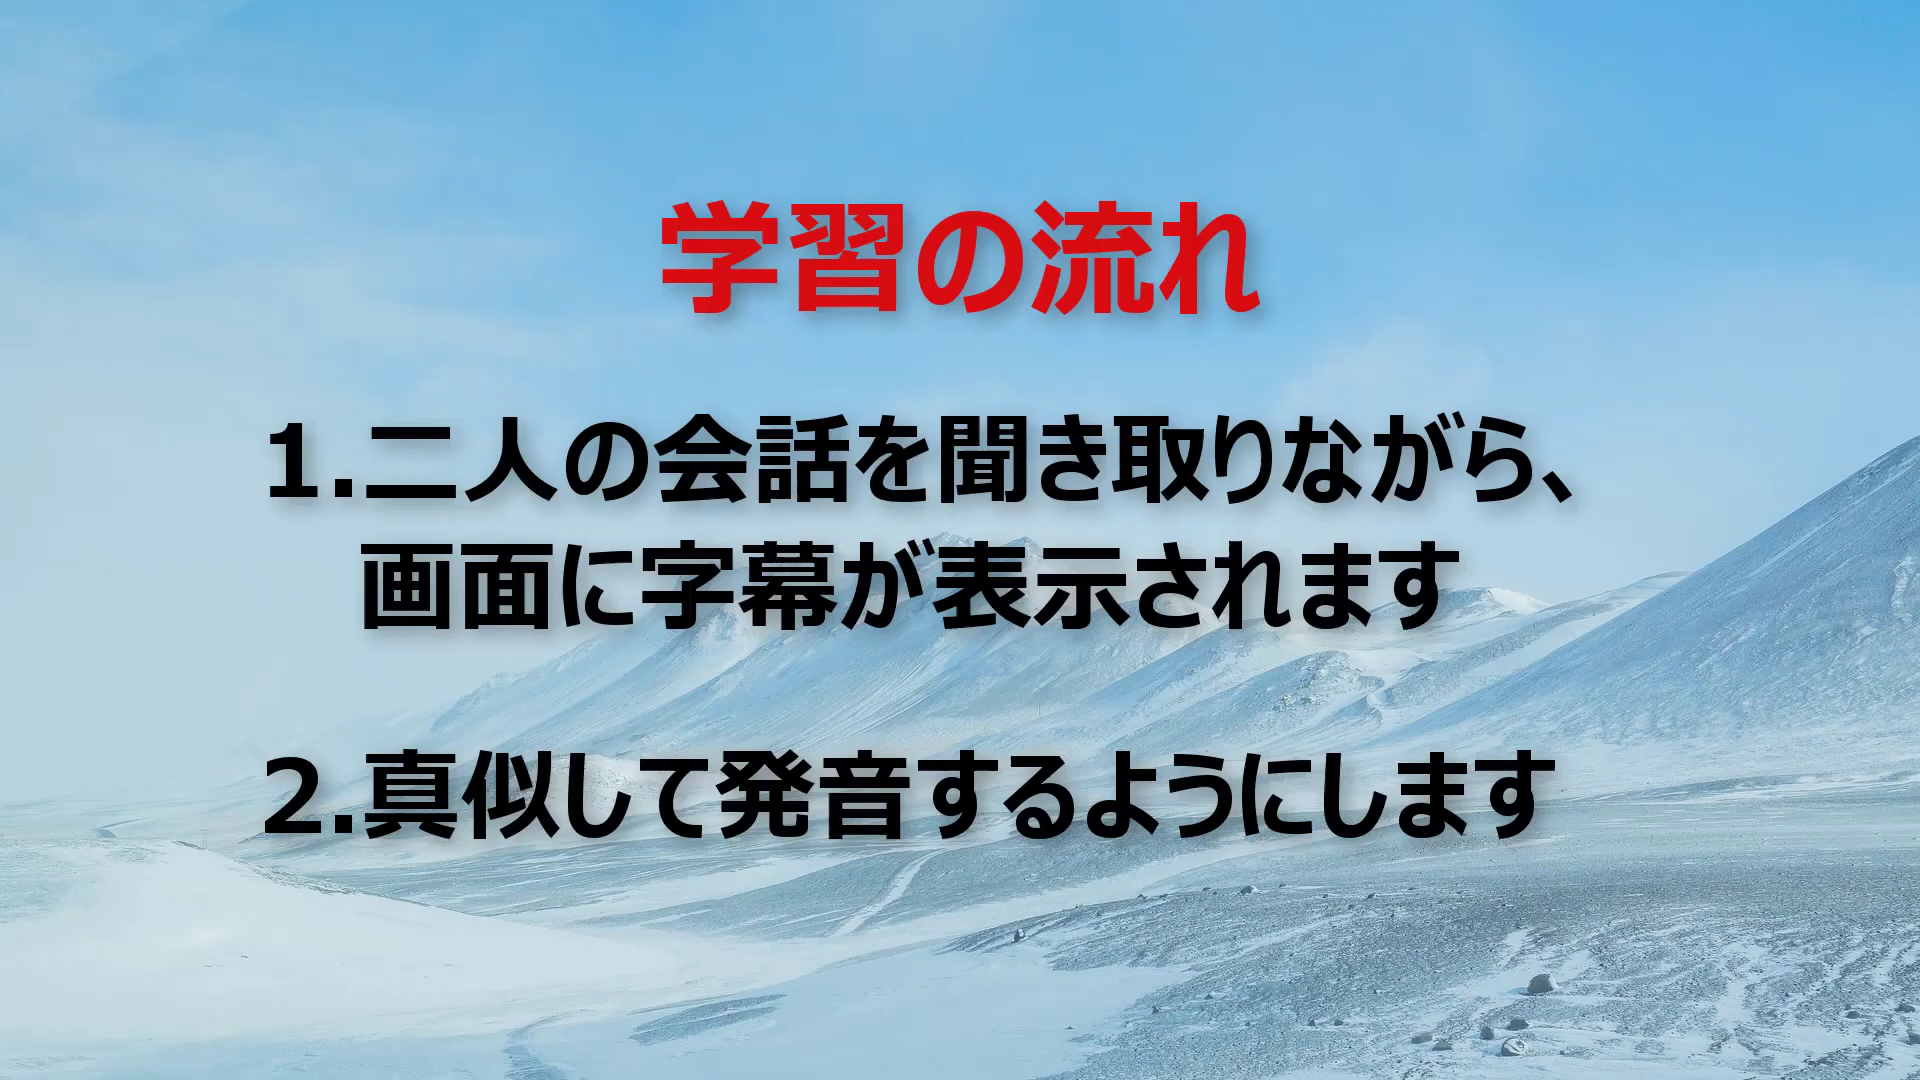 学習の流れ
1.二人の会話を聞き取りながら、
画面に字幕が表示されます
2.真似して発音するようにします